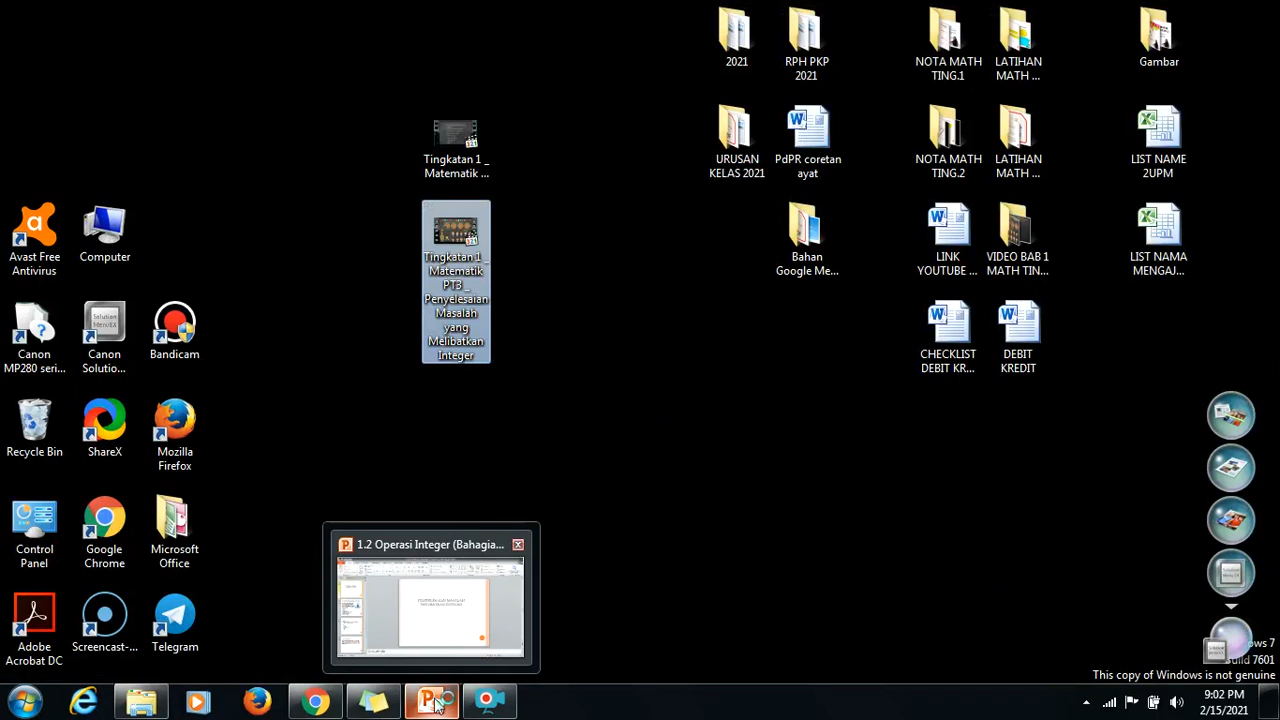 2021
RPH PKP
2021
NOTA MATH
TING.1
LATIHAN
MATH ...
Gambar
Tingkatan 1 _
Matematik ...
URUSAN
KELAS 2021
PdPR coretan
ayat
NOTA MATH
TING.2
LATIHAN
MATH ...
LIST NAME
2UPM
Avast Free
Antivirus
Computer
Tingkatan 1 _
Matematik
PT3 _
Penyelesaian
Masalah
yang
Melibatkan
Integer
Bahan
Google Me...
LINK
YOUTUBE ...
VIDEO BAB 1
MATH TIN...
LIST NAMA
MENGAJ...
Canon
MP280 seri...
Canon
Solutio...
Bandicam
CHECKLIST
DEBIT KR...
DEBIT
KREDIT
Recycle Bin
ShareX
Mozilla
Firefox
Control
Panel
Google
Chrome
Microsoft
Office
1.2 Operasi Integer (Bahagia...
Adobe
Acrobat DC
Screencast-...
Telegram
ows 7
uild 7601
This copy of Windows is not genuine
9:02 PM
2/15/2021